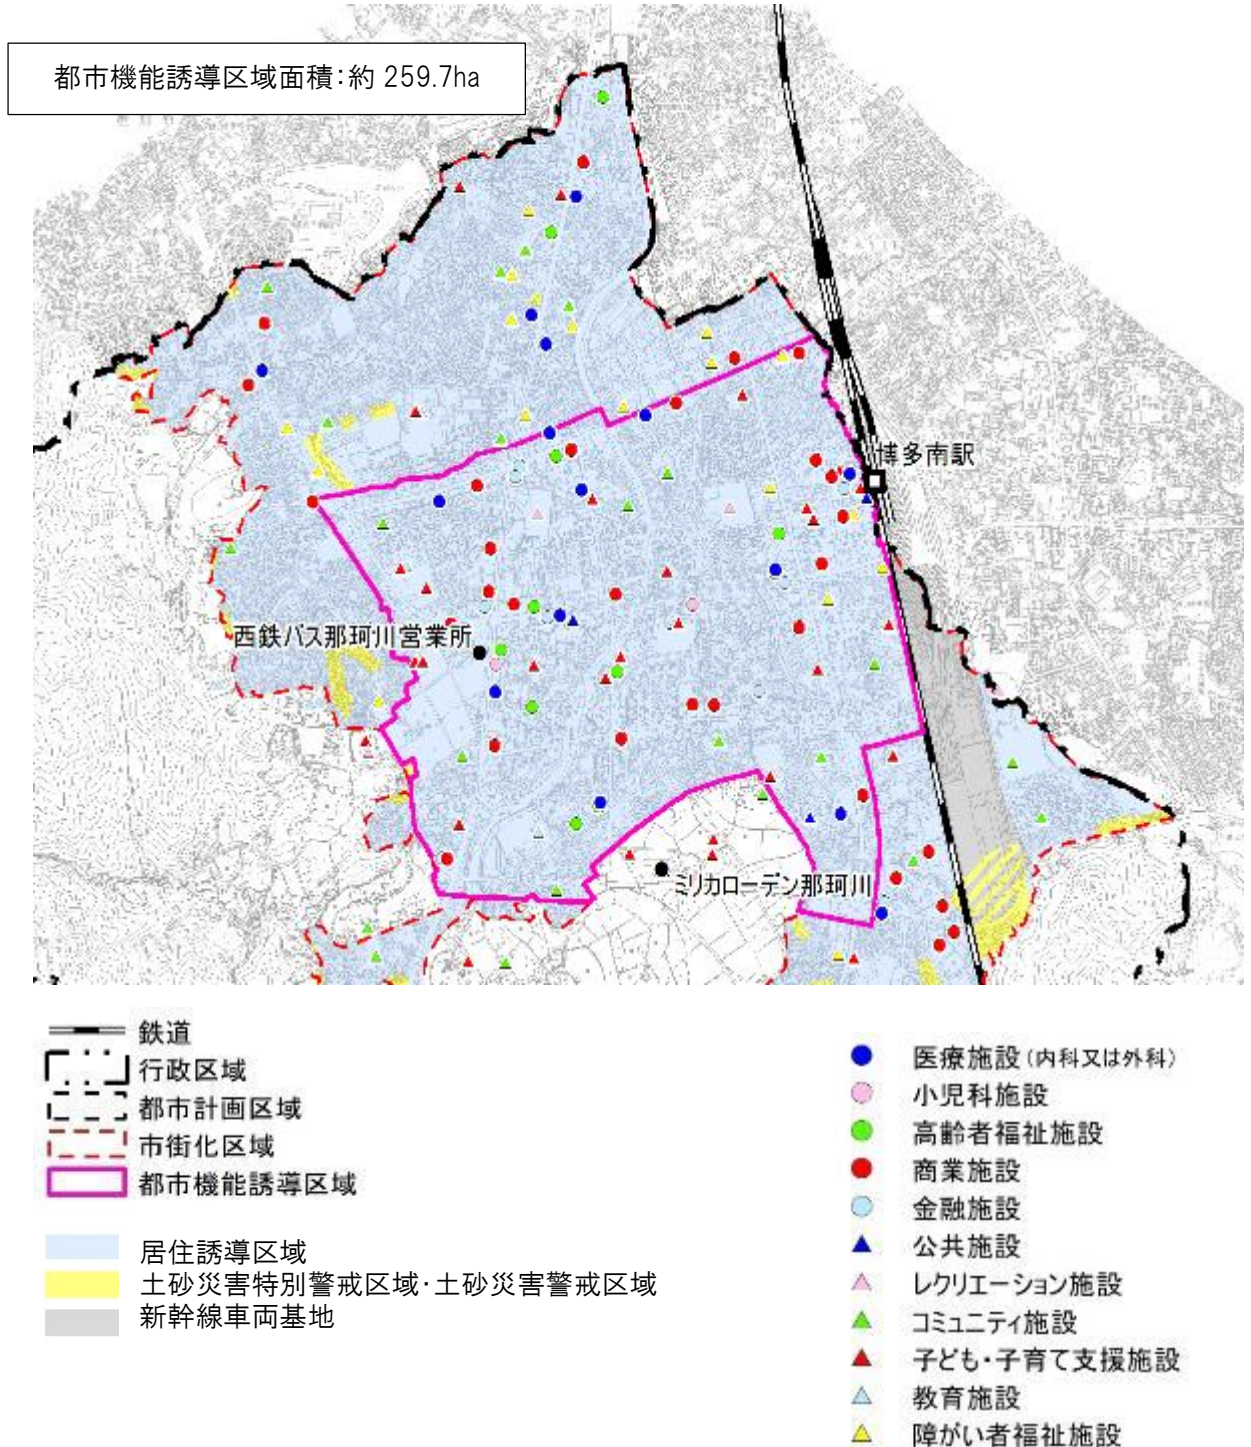 都市機能誘導区域面積:約 259.7ha
博多南駅
西鉄バス那珂川営業所
ミリカローデン那珂川
鉄道
行政区域
都市計画区域
市街化区域
都市機能誘導区域
居住誘導区域
土砂災害特別警戒区域・土砂災害警戒区域
新幹線車両基地
医療施設(内科又は外科)
小児科施設
高齢者福祉施設
商業施設
金融施設
公共施設
レクリエーション施設
コミュニティ施設
子ども・子育て支援施設
教育施設
障がい者福祉施設